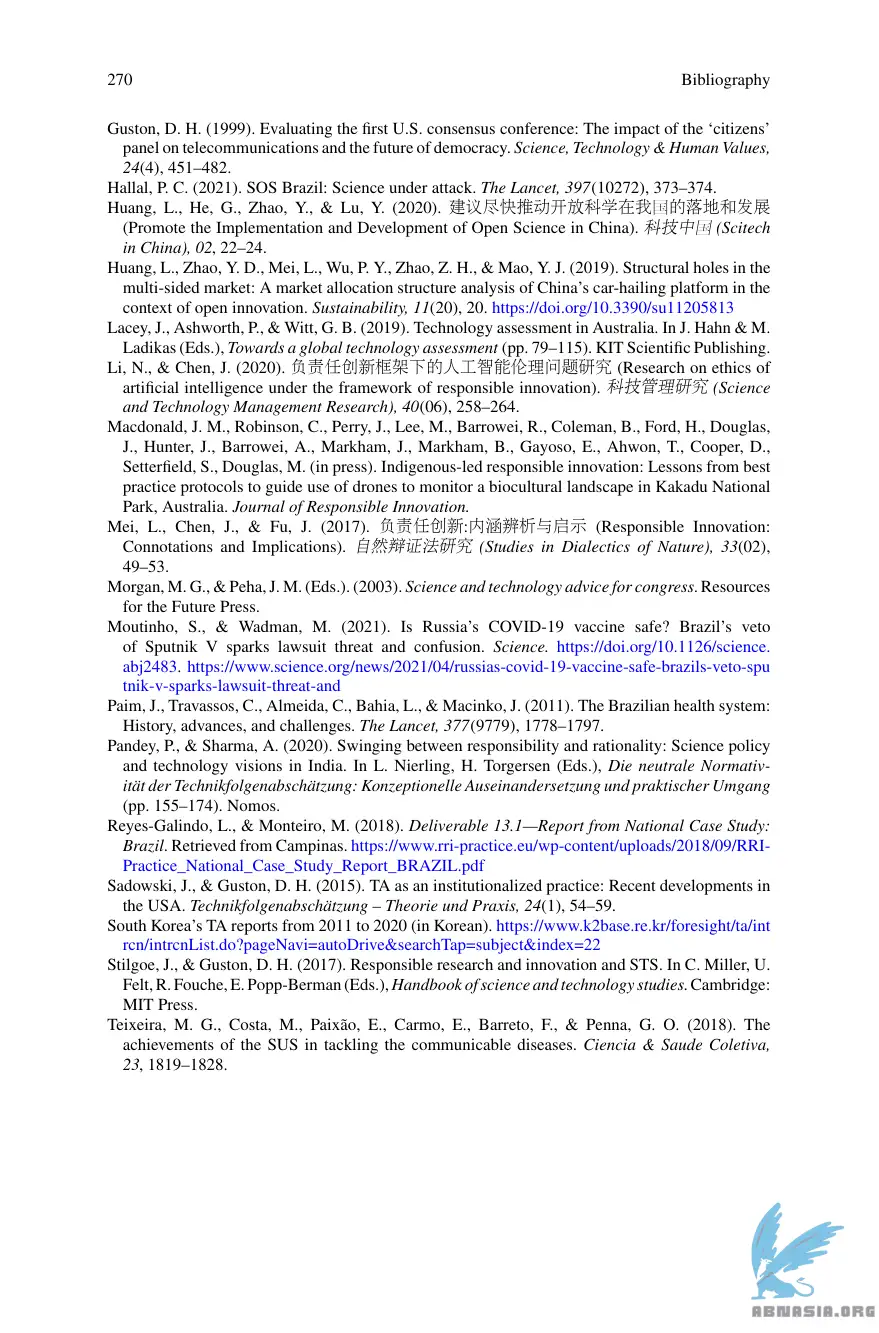 270 Bibliography
Guston, D. H. (1999). Evaluating the first U.S. consensus conference: The impact of the ‘citizens’
panel on telecommunications and the future of democracy. Science, Technology & Human Values,
24(4), 451–482.
Hallal, P. C. (2021). SOS Brazil: Science under attack. The Lancet, 397(10272), 373–374.
Huang, L., He, G., Zhao, Y., & Lu, Y. (2020). 建议尽快推动开放科学在我国的落地和发展
(Promote the Implementation and Development of Open Science in China). 科技中国 (Scitech
in China), 02, 22–24.
Huang, L., Zhao, Y. D., Mei, L., Wu, P. Y., Zhao, Z. H., & Mao, Y. J. (2019). Structural holes in the
multi-sided market: A market allocation structure analysis of China’s car-hailing platform in the
context of open innovation. Sustainability, 11(20), 20. https://doi.org/10.3390/su11205813
Lacey, J., Ashworth, P., & Witt, G. B. (2019). Technology assessment in Australia. In J. Hahn & M.
Ladikas (Eds.), Towards a global technology assessment (pp. 79–115). KIT Scientific Publishing.
Li, N., & Chen, J. (2020). 负责任创新框架下的人工智能伦理问题研究 (Research on ethics of
artificial intelligence under the framework of responsible innovation). 科技管理研究 (Science
and Technology Management Research), 40(06), 258–264.
Macdonald, J. M., Robinson, C., Perry, J., Lee, M., Barrowei, R., Coleman, B., Ford, H., Douglas,
J., Hunter, J., Barrowei, A., Markham, J., Markham, B., Gayoso, E., Ahwon, T., Cooper, D.,
Setterfield, S., Douglas, M. (in press). Indigenous-led responsible innovation: Lessons from best
practice protocols to guide use of drones to monitor a biocultural landscape in Kakadu National
Park, Australia. Journal of Responsible Innovation.
Mei, L., Chen, J., & Fu, J. (2017). 负责任创新:内涵辨析与启示 (Responsible Innovation:
Connotations and Implications). 自然辩证法研究 (Studies in Dialectics of Nature), 33(02),
49–53.
Morgan, M. G., & Peha, J. M. (Eds.). (2003). Science and technology advice for congress. Resources
for the Future Press.
Moutinho, S., & Wadman, M. (2021). Is Russia’s COVID-19 vaccine safe? Brazil’s veto
of Sputnik V sparks lawsuit threat and confusion. Science. https://doi.org/10.1126/science.
abj2483. https://www.science.org/news/2021/04/russias-covid-19-vaccine-safe-brazils-veto-spu
tnik-v-sparks-lawsuit-threat-and
Paim, J., Travassos, C., Almeida, C., Bahia, L., & Macinko, J. (2011). The Brazilian health system:
History, advances, and challenges. The Lancet, 377(9779), 1778–1797.
Pandey, P., & Sharma, A. (2020). Swinging between responsibility and rationality: Science policy
and technology visions in India. In L. Nierling, H. Torgersen (Eds.), Die neutrale Normativ-
ität der Technikfolgenabschätzung: Konzeptionelle Auseinandersetzung und praktischer Umgang
(pp. 155–174). Nomos.
Reyes-Galindo, L., & Monteiro, M. (2018). Deliverable 13.1—Report from National Case Study:
Brazil. Retrieved from Campinas. https://www.rri-practice.eu/wp-content/uploads/2018/09/RRI-
Practice_National_Case_Study_Report_BRAZIL.pdf
Sadowski, J., & Guston, D. H. (2015). TA as an institutionalized practice: Recent developments in
the USA. Technikfolgenabschätzung – Theorie und Praxis, 24(1), 54–59.
South Korea’s TA reports from 2011 to 2020 (in Korean). https://www.k2base.re.kr/foresight/ta/int
rcn/intrcnList.do?pageNavi=autoDrive&searchTap=subject&index=22
Stilgoe, J., & Guston, D. H. (2017). Responsible research and innovation and STS. In C. Miller, U.
Felt, R. Fouche, E. Popp-Berman (Eds.), Handbook of science and technology studies. Cambridge:
MIT Press.
Teixeira, M. G., Costa, M., Paixão, E., Carmo, E., Barreto, F., & Penna, G. O. (2018). The
achievements of the SUS in tackling the communicable diseases. Ciencia & Saude Coletiva,
23, 1819–1828.
ABNASIA.ORG